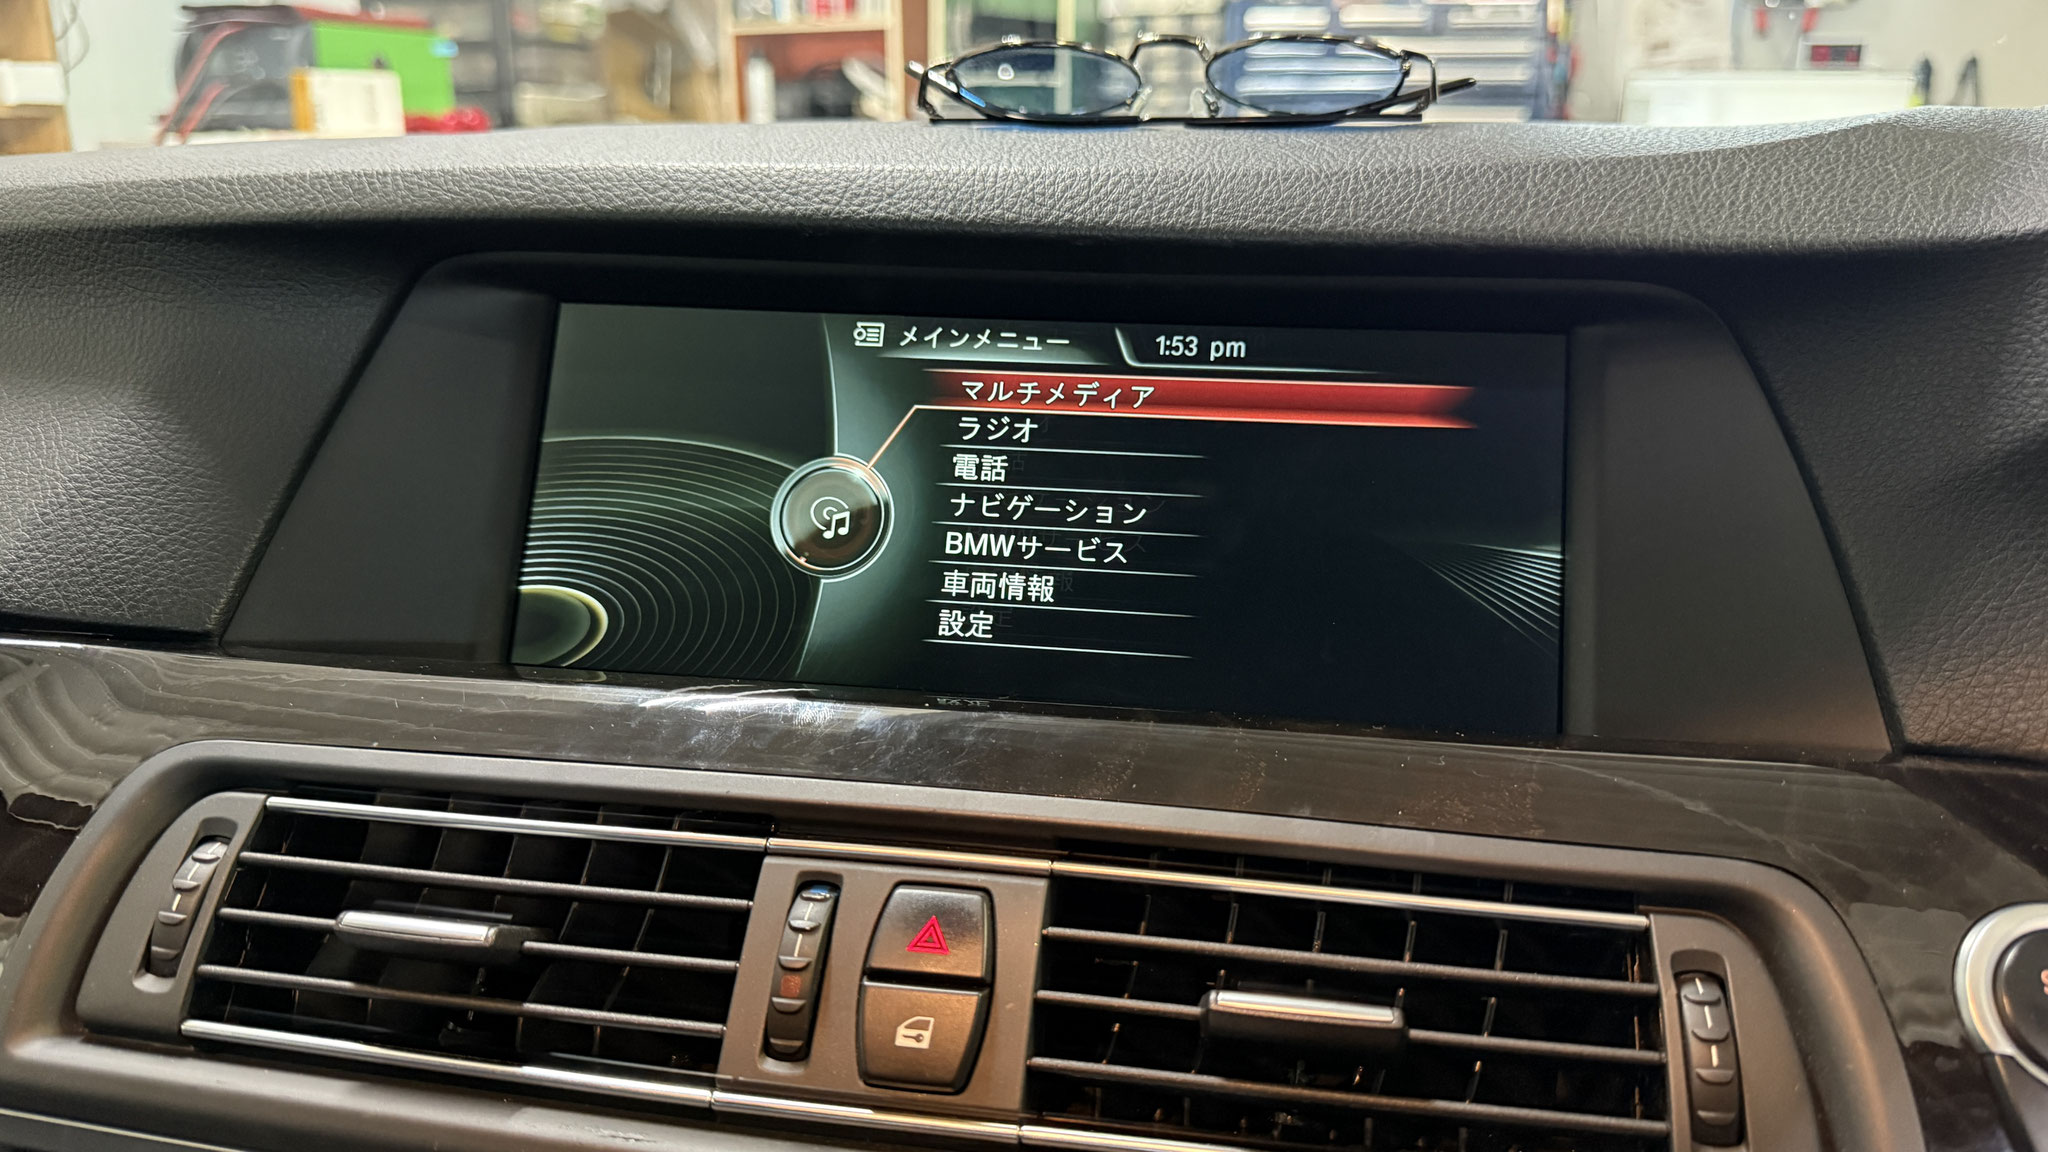 メインメニュー
1:53 pm
マルチメディア
ラジオ
電話
ナビゲーション
BMWサービス
車両情報
設定